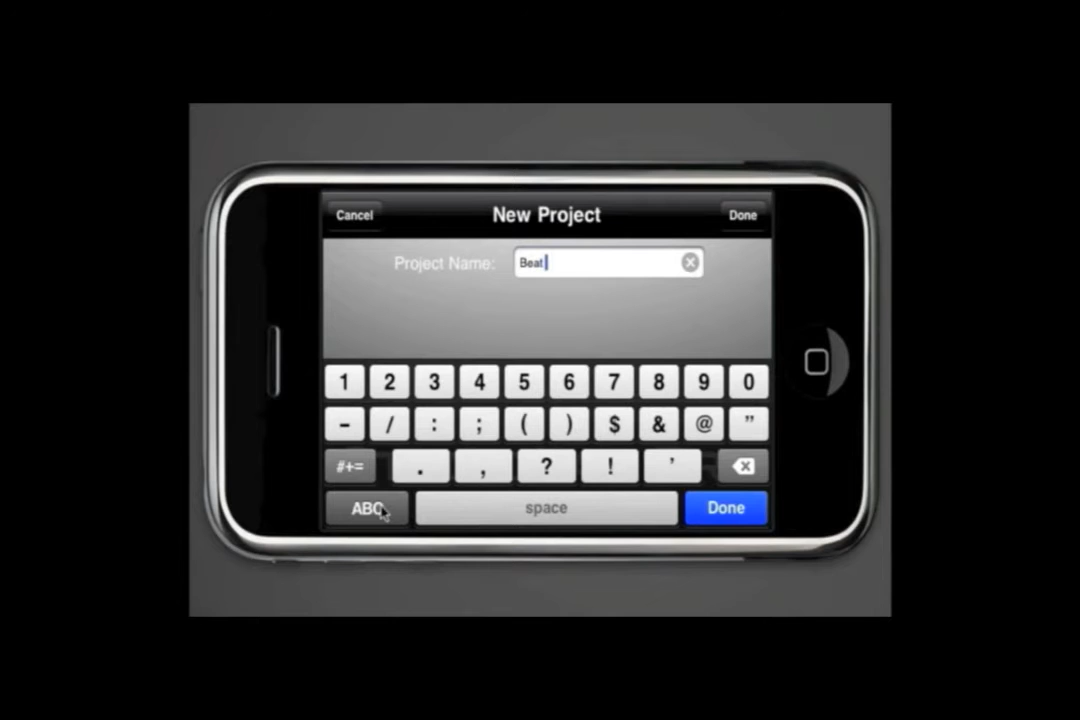 Cancel New Project Done
Project Name: Beat
1 2 3 4 5 6 7 8 9 0
- / : ; ( ) $ & @ ”
#+= . , ? ! ’
ABC space Done